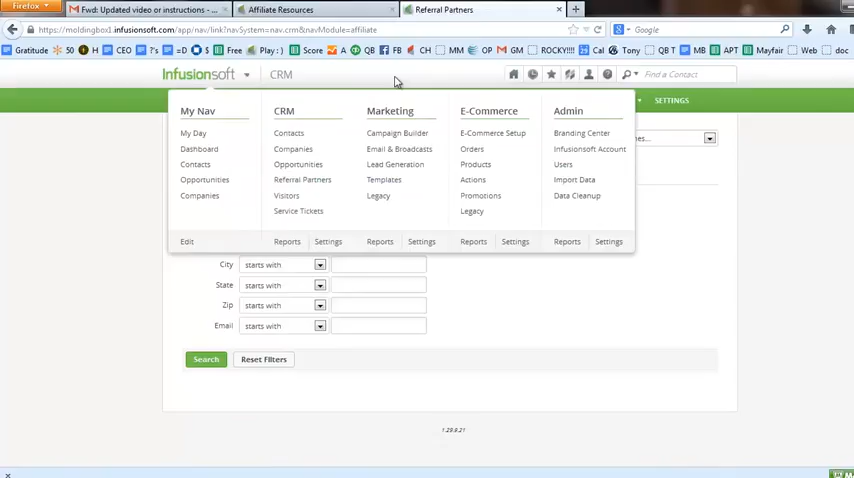 Firefox
Fwd: Updated video or instructions - ...
Affiliate Resources
Referral Partners
https://moldingbox1.infusionsoft.com/app/nav/link?navSystem=nav.crm&navModule=affiliate
Google
Gratitude 50 H CEO ?s = DO $ Free Play:) Score A QB FB CH MM OP GM ROCKY!!!! Cal Tony QB T MB APT Mayfair Web doc
Infusionsoft CRM
Find a Contact
SETTINGS
My Nav CRM Marketing E-Commerce Admin
My Day Contacts Campaign Builder E-Commerce Setup Branding Center
Dashboard Companies Email & Broadcasts Orders Infusionsoft Account
Contacts Opportunities Lead Generation Products Users
Opportunities Referral Partners Templates Actions Import Data
Companies Visitors Legacy Promotions Data Cleanup
Service Tickets Legacy
Edit Reports Settings Reports Settings Reports Settings Reports Settings
City starts with
State starts with
Zip starts with
Email starts with
Search Reset Filters
1.29.9.21